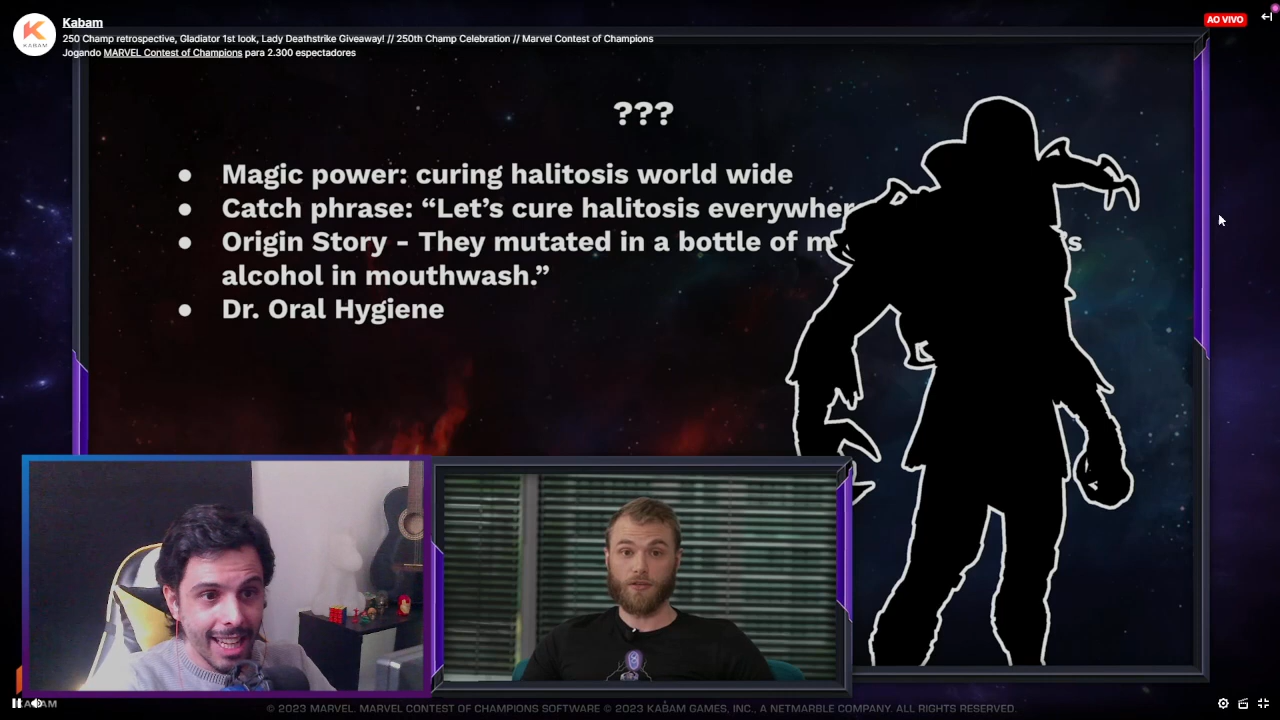 Kabam
250 Champ retrospective, Gladiator 1st look, Lady Deathstrike Giveaway! // 250th Champ Celebration // Marvel Contest of Champions
Jogando MARVEL Contest of Champions para 2.300 espectadores
AO VIVO
KABAM
???
● Magic power: curing halitosis world wide
● Catch phrase: “Let’s cure halitosis everywher
● Origin Story - They mutated in a bottle of m
alcohol in mouthwash.”
● Dr. Oral Hygiene
KABAM
© 2023 MARVEL. MARVEL CONTEST OF CHAMPIONS SOFTWARE © 2023 KABAM GAMES, INC., A NETMARBLE COMPANY. ALL RIGHTS RESERVED.